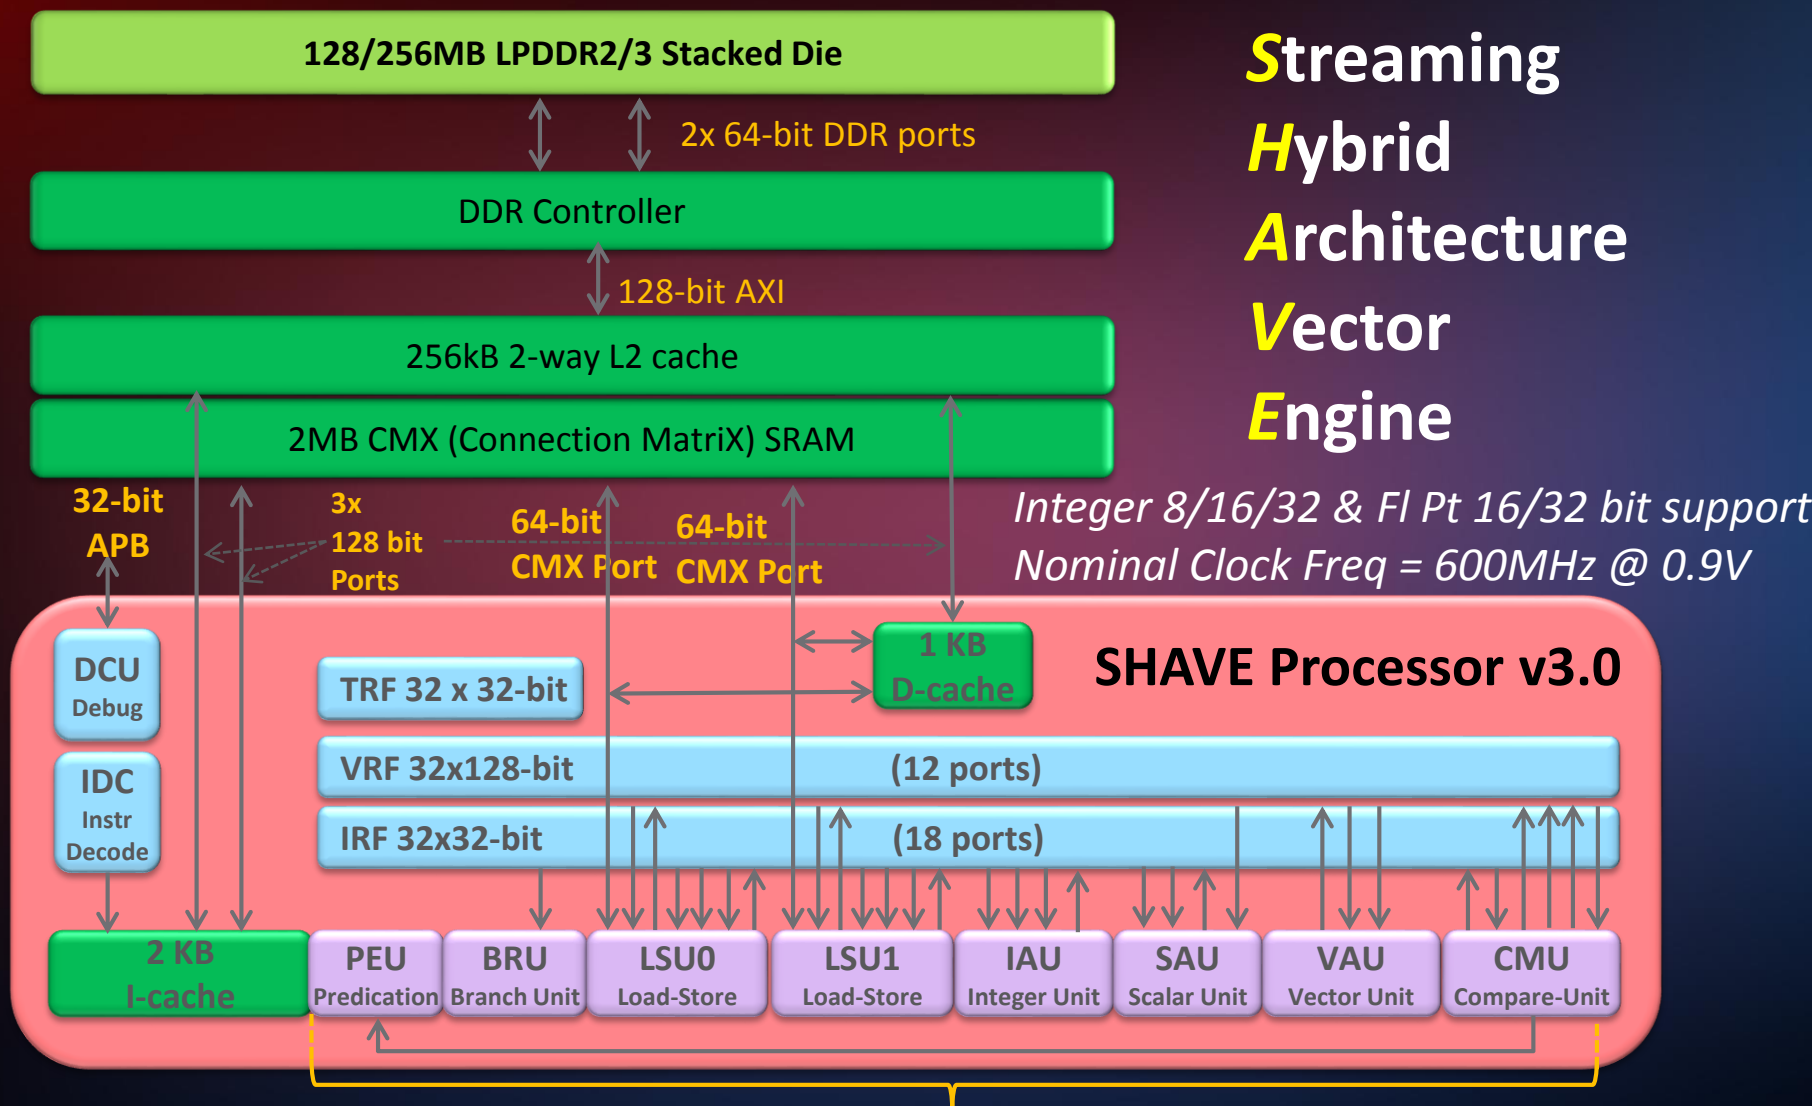 128/256MB LPDDR2/3 Stacked Die
2x 64-bit DDR ports
DDR Controller
128-bit AXI
256kB 2-way L2 cache
2MB CMX (Connection MatriX) SRAM
Streaming
Hybrid
Architecture
Vector
Engine
Integer 8/16/32 & Fl Pt 16/32 bit support
Nominal Clock Freq = 600MHz @ 0.9V
32-bit
APB
3x
128 bit
Ports
64-bit
CMX Port
64-bit
CMX Port
SHAVE Processor v3.0
DCU
Debug
1 KB
D-cache
TRF 32 x 32-bit
IDC
Instr
Decode
VRF 32x128-bit (12 ports)
IRF 32x32-bit (18 ports)
2 KB
I-cache
PEU
Predication
BRU
Branch Unit
LSU0
Load-Store
LSU1
Load-Store
IAU
Integer Unit
SAU
Scalar Unit
VAU
Vector Unit
CMU
Compare-Unit